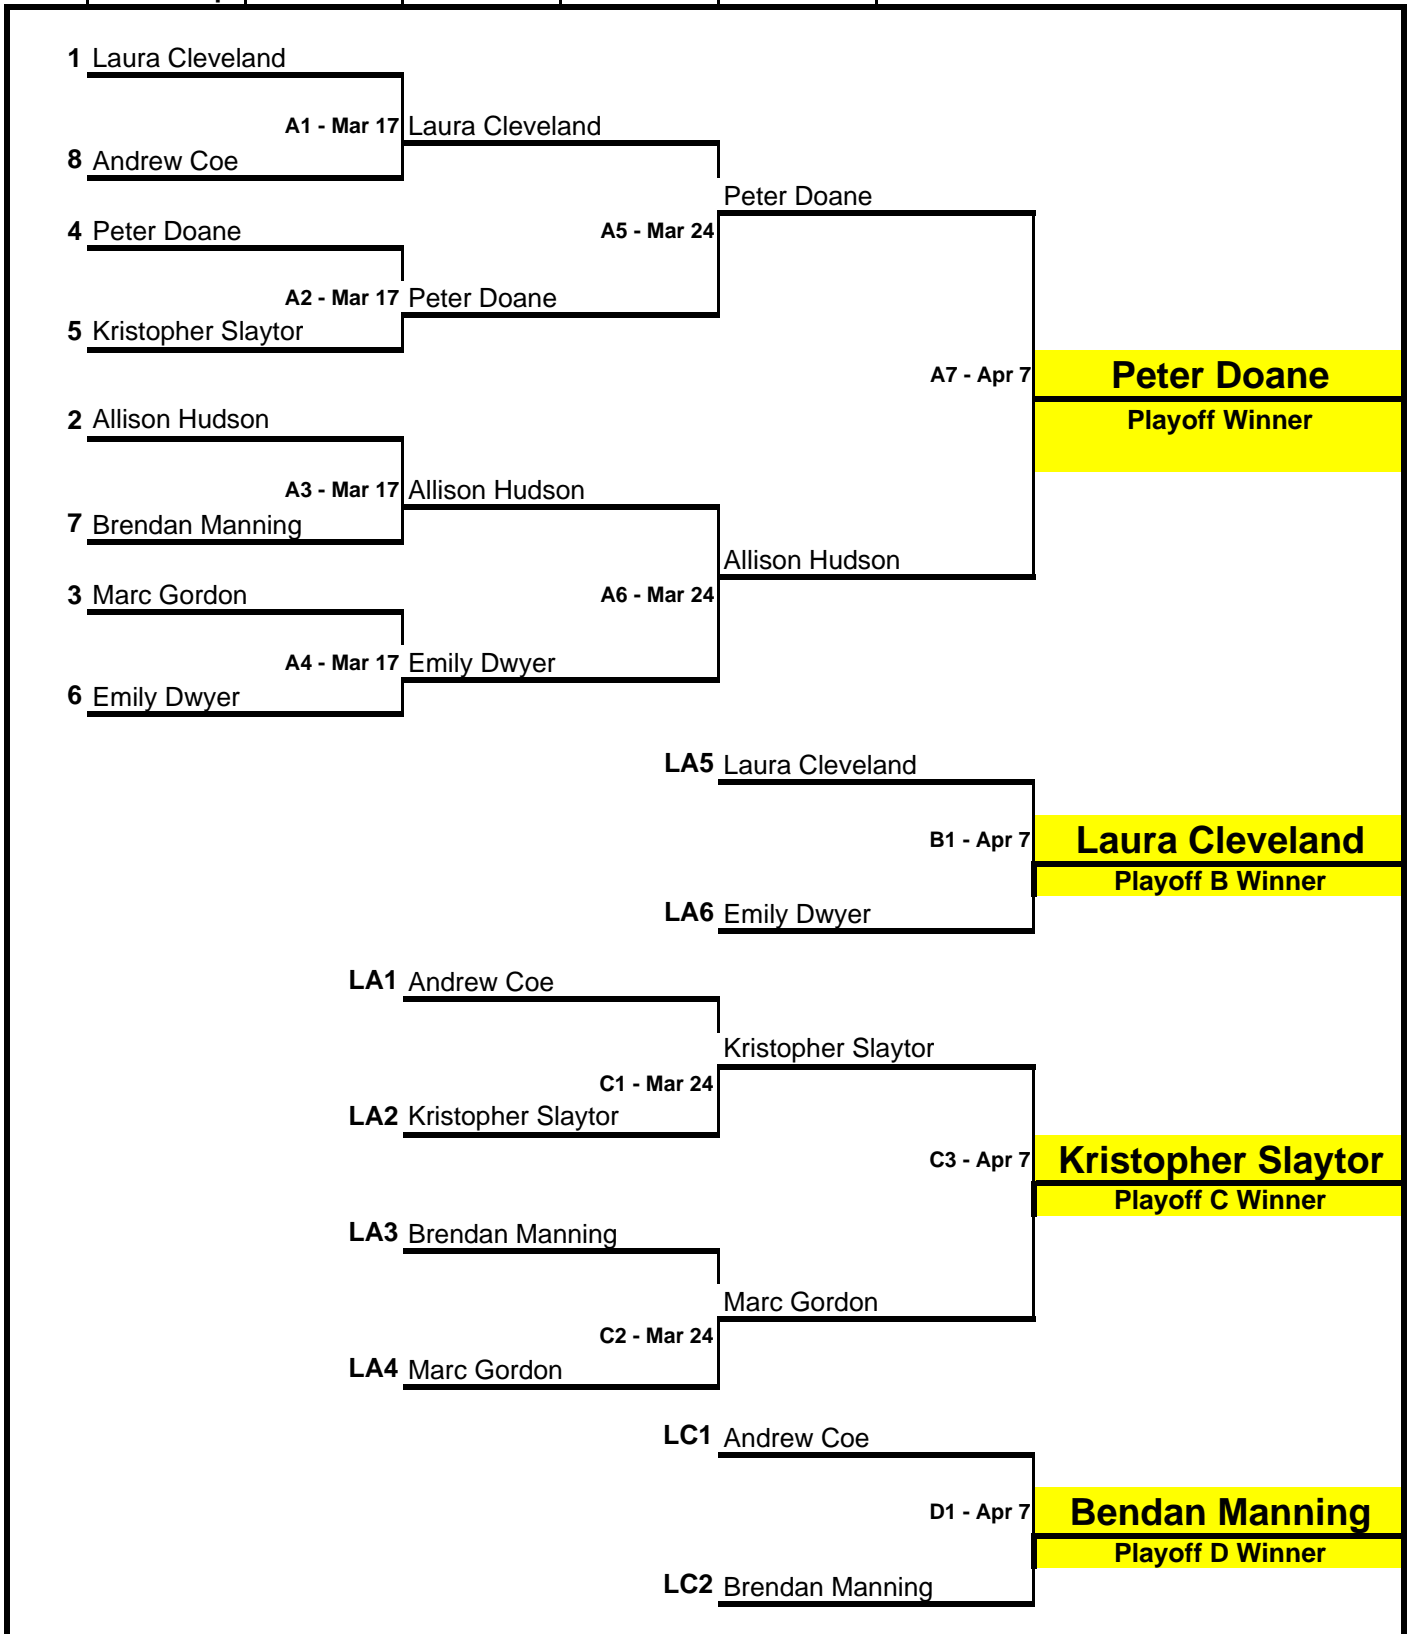 1 Laura Cleveland
A1 - Mar 17 Laura Cleveland
8 Andrew Coe
Peter Doane
4 Peter Doane
A5 - Mar 24
A2 - Mar 17 Peter Doane
5 Kristopher Slaytor
A7 - Apr 7 Peter Doane
Playoff Winner
2 Allison Hudson
A3 - Mar 17 Allison Hudson
7 Brendan Manning
Allison Hudson
3 Marc Gordon
A6 - Mar 24
A4 - Mar 17 Emily Dwyer
6 Emily Dwyer
LA5 Laura Cleveland
B1 - Apr 7 Laura Cleveland
Playoff B Winner
LA6 Emily Dwyer
LA1 Andrew Coe
Kristopher Slaytor
C1 - Mar 24
LA2 Kristopher Slaytor
C3 - Apr 7 Kristopher Slaytor
Playoff C Winner
LA3 Brendan Manning
Marc Gordon
C2 - Mar 24
LA4 Marc Gordon
LC1 Andrew Coe
D1 - Apr 7 Bendan Manning
Playoff D Winner
LC2 Brendan Manning